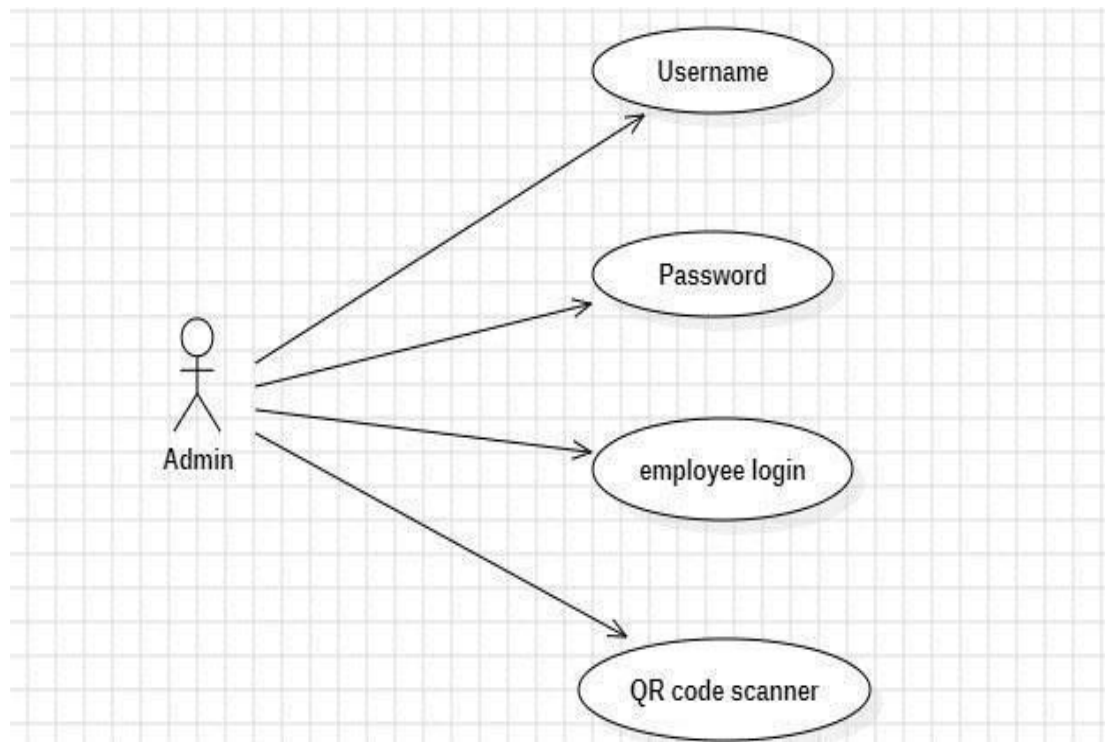 Username
Password
Admin
employee login
QR code scanner